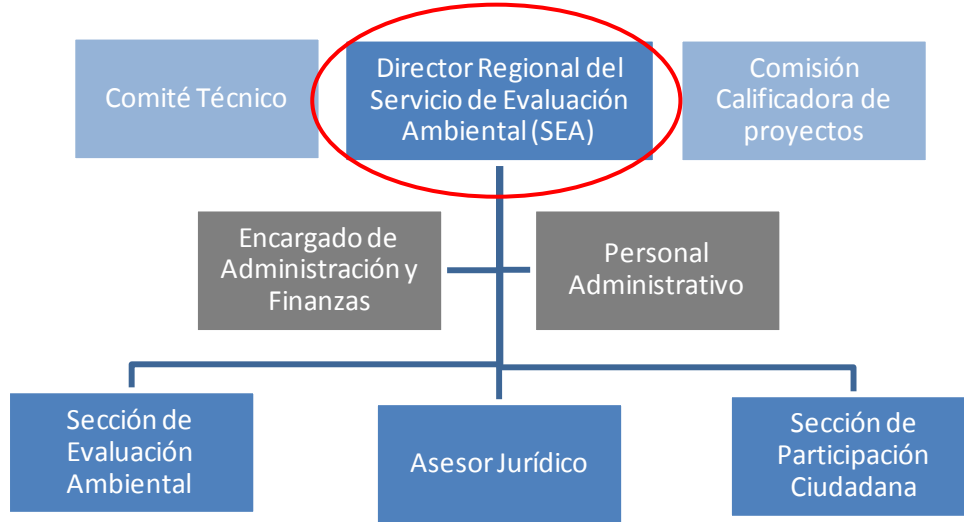 Comité Técnico
Director Regional del
Servicio de Evaluación
Ambiental (SEA)
Comisión
Calificadora de
proyectos
Encargado de
Administración y
Finanzas
Personal
Administrativo
Sección de
Evaluación
Ambiental
Asesor Jurídico
Sección de
Participación
Ciudadana